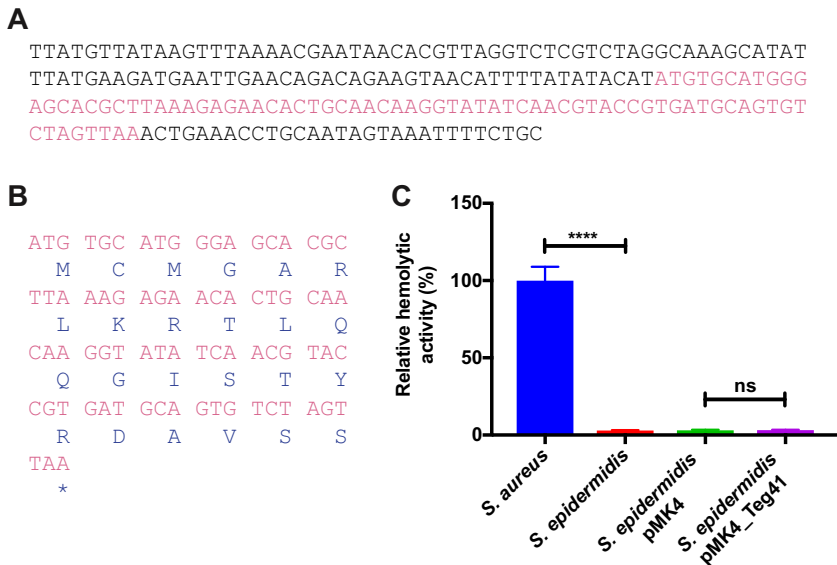 A
TTATGTTATAAGTTTAAAACGAATAACACGTTAGGTCTCGTCTAGGCAAAGCATAT
TTATGAAGATGAATTGAACAGACAGAAGTAACATTTTATATACATATGTGCATGGG
AGCACGCTTAAAGAGAACACTGCAACAAGGTATATCAACGTACCGTGATGCAGTGT
CTAGTTAAACTGAAACCTGCAATAGTAAATTTTCTGC
B
ATG TGC ATG GGA GCA CGC
M C M G A R
TTA AAG AGA ACA CTG CAA
L K R T L Q
CAA GGT ATA TCA ACG TAC
Q G I S T Y
CGT GAT GCA GTG TCT AGT
R D A V S S
TAA
*
C
Relative hemolytic
activity (%)
150
100
50
0
****
ns
S. aureus
S. epidermidis
S. epidermidis
pMK4
S. epidermidis
pMK4_Teg41